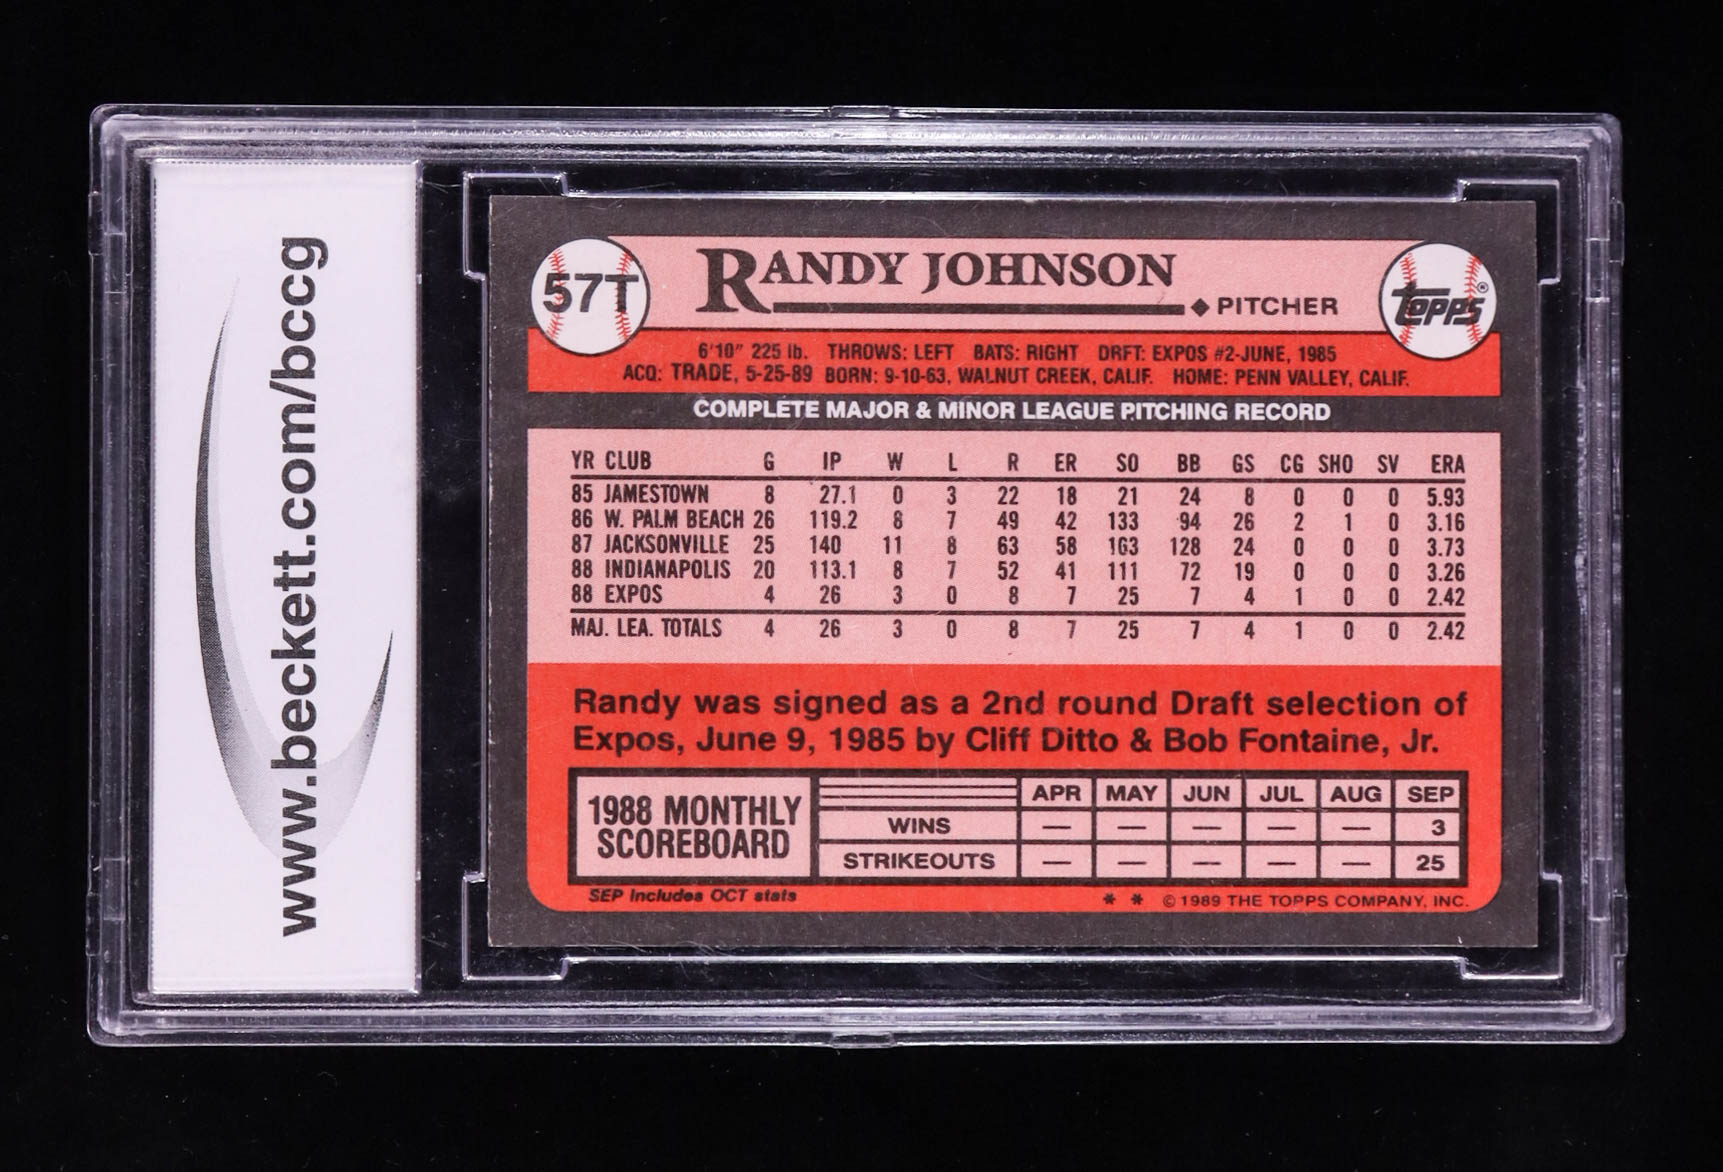 www.beckett.com/bccg
57T
RANDY JOHNSON
◆ PITCHER
TOPPS®
6'10" 225 lb. THROWS: LEFT BATS: RIGHT DRFT: EXPOS #2-JUNE, 1985
ACQ: TRADE, 5-25-89 BORN: 9-10-63, WALNUT CREEK, CALIF. HOME: PENN VALLEY, CALIF.
COMPLETE MAJOR & MINOR LEAGUE PITCHING RECORD
YR CLUB G IP W L R ER SO BB GS CG SHO SV ERA
85 JAMESTOWN 8 27.1 0 3 22 18 21 24 8 0 0 0 5.93
86 W. PALM BEACH 26 119.2 8 7 49 42 133 94 26 2 1 0 3.16
87 JACKSONVILLE 25 140 11 8 63 58 163 128 24 0 0 0 3.73
88 INDIANAPOLIS 20 113.1 8 7 52 41 111 72 19 0 0 0 3.26
88 EXPOS 4 26 3 0 8 7 25 7 4 1 0 0 2.42
MAJ. LEA. TOTALS 4 26 3 0 8 7 25 7 4 1 0 0 2.42
Randy was signed as a 2nd round Draft selection of
Expos, June 9, 1985 by Cliff Ditto & Bob Fontaine, Jr.
1988 MONTHLY
SCOREBOARD
APR MAY JUN JUL AUG SEP
WINS — — — — — 3
STRIKEOUTS — — — — — 25
SEP Includes OCT stats
* * © 1989 THE TOPPS COMPANY, INC.